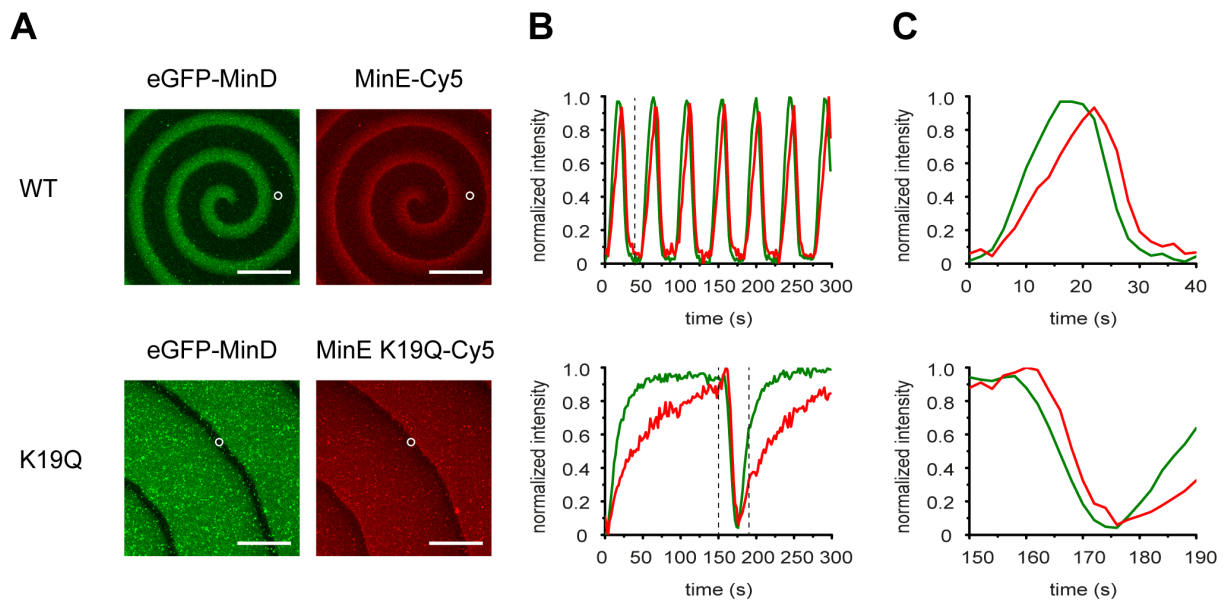 A
B
C
eGFP-MinD
MinE-Cy5
WT
normalized intensity
1.0
0.8
0.6
0.4
0.2
0
0 50 100 150 200 250 300
time (s)
normalized intensity
1.0
0.8
0.6
0.4
0.2
0
0 10 20 30 40
time (s)
eGFP-MinD
MinE K19Q-Cy5
K19Q
normalized intensity
1.0
0.8
0.6
0.4
0.2
0
0 50 100 150 200 250 300
time (s)
normalized intensity
1.0
0.8
0.6
0.4
0.2
0
150 160 170 180 190
time (s)